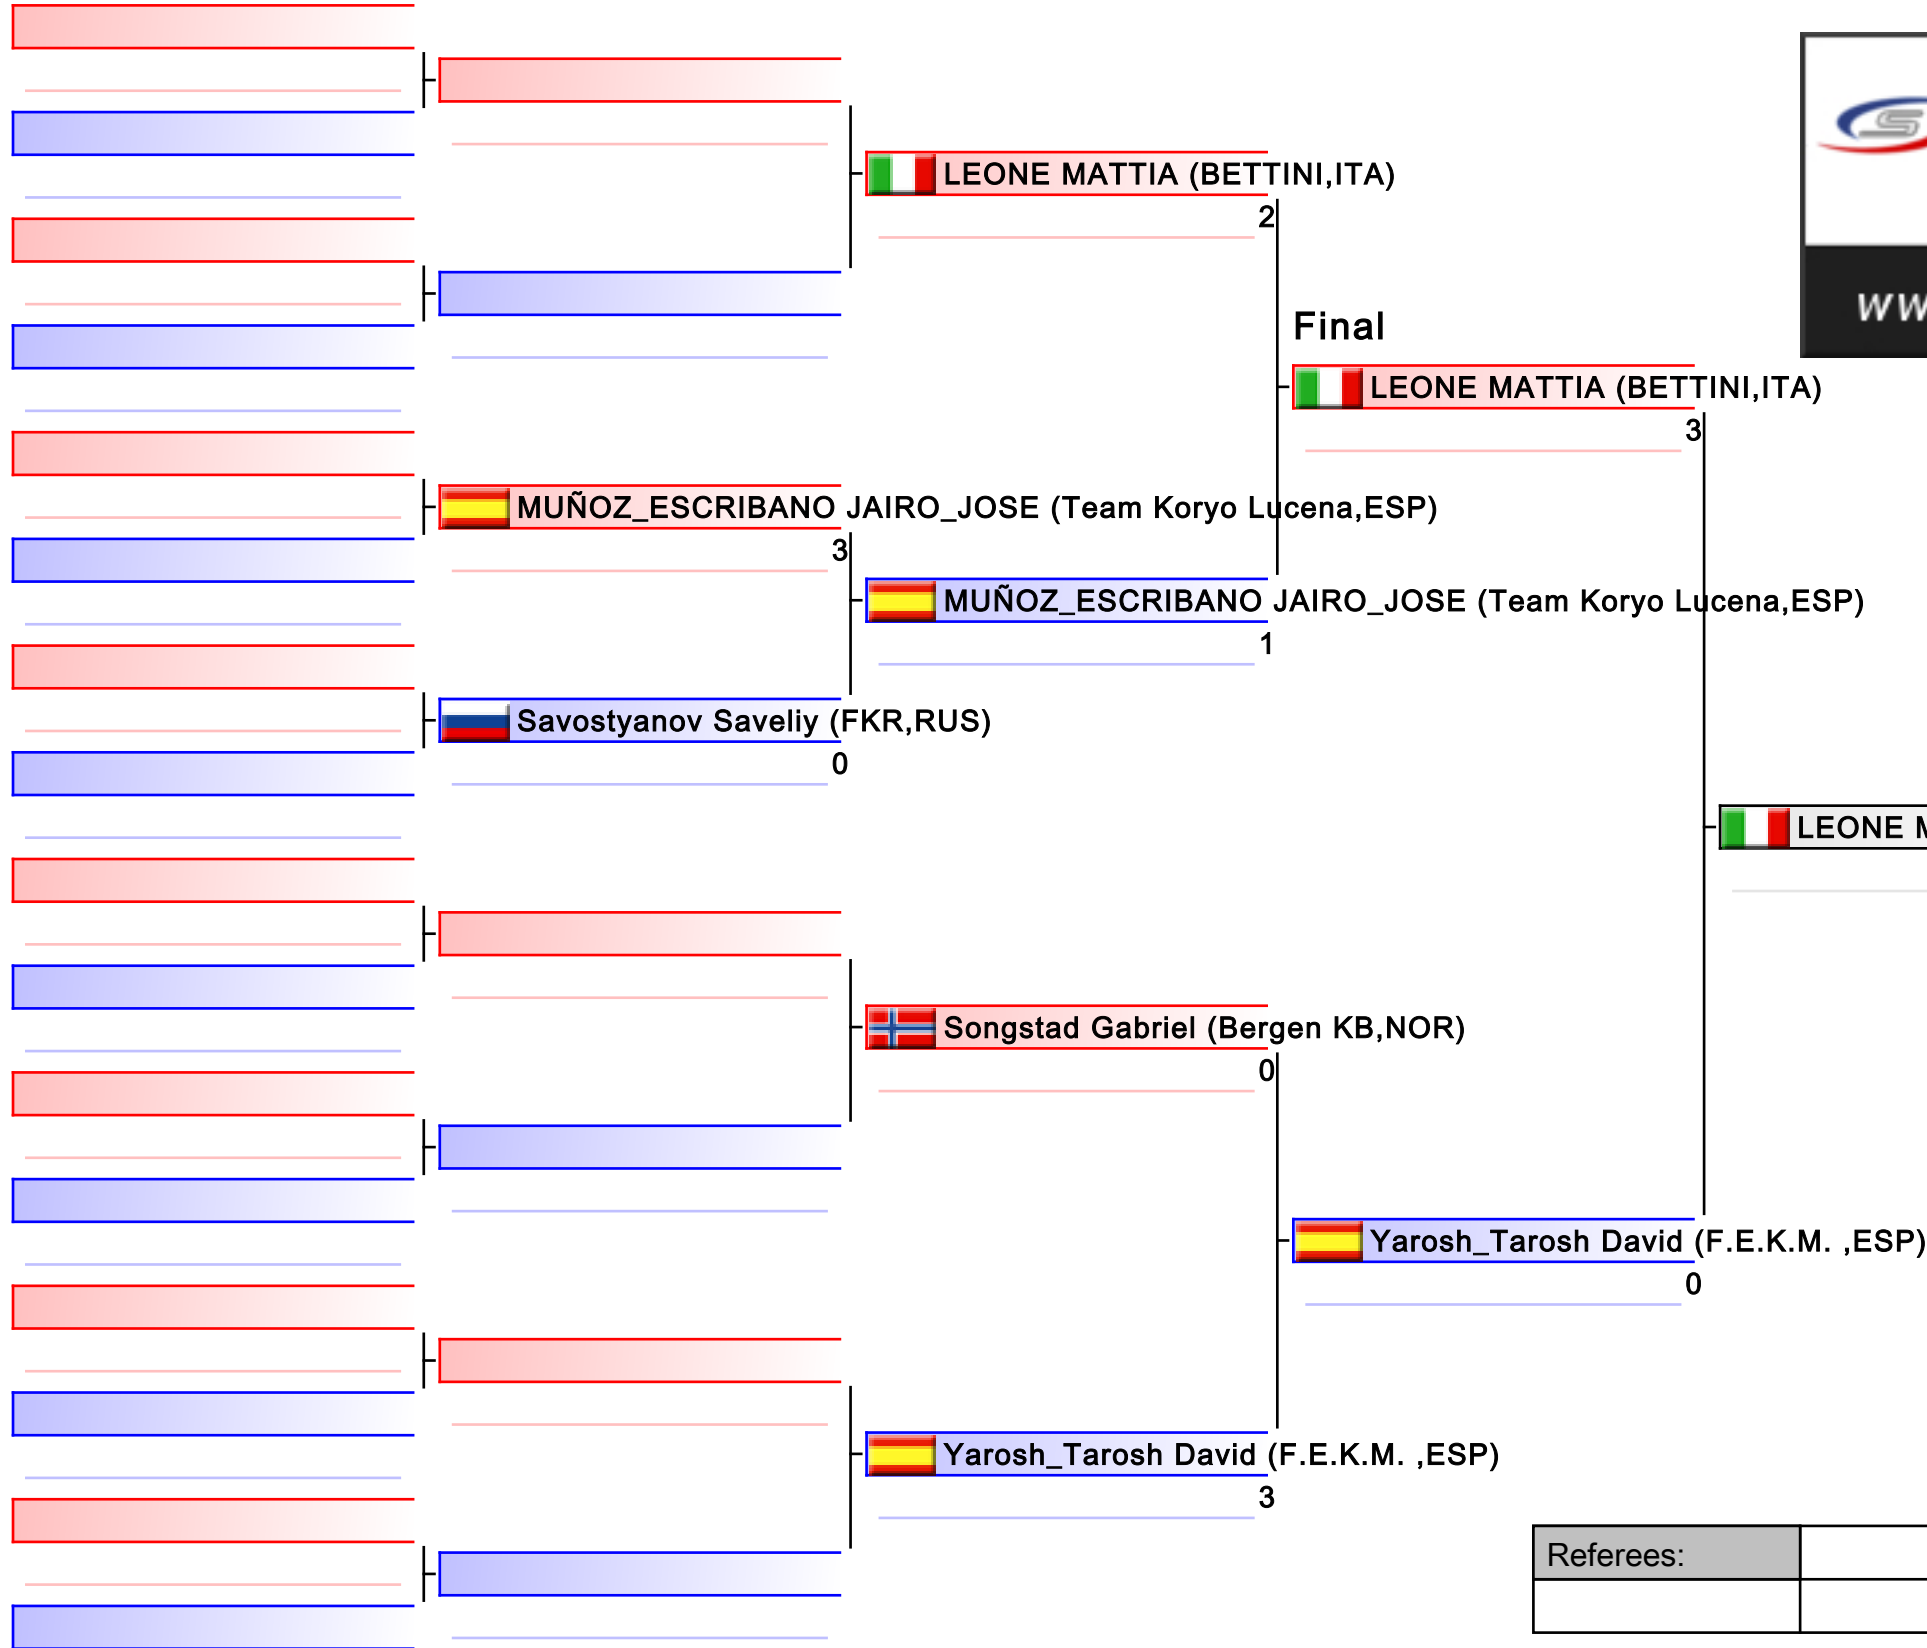 LEONE MATTIA (BETTINI,ITA)
2
Final
LEONE MATTIA (BETTINI,ITA)
3
MUÑOZ_ESCRIBANO JAIRO_JOSE (Team Koryo Lucena,ESP)
3
MUÑOZ_ESCRIBANO JAIRO_JOSE (Team Koryo Lucena,ESP)
1
Savostyanov Saveliy (FKR,RUS)
0
LEONE
Songstad Gabriel (Bergen KB,NOR)
0
Yarosh_Tarosh David (F.E.K.M. ,ESP)
0
Yarosh_Tarosh David (F.E.K.M. ,ESP)
3
Referees: